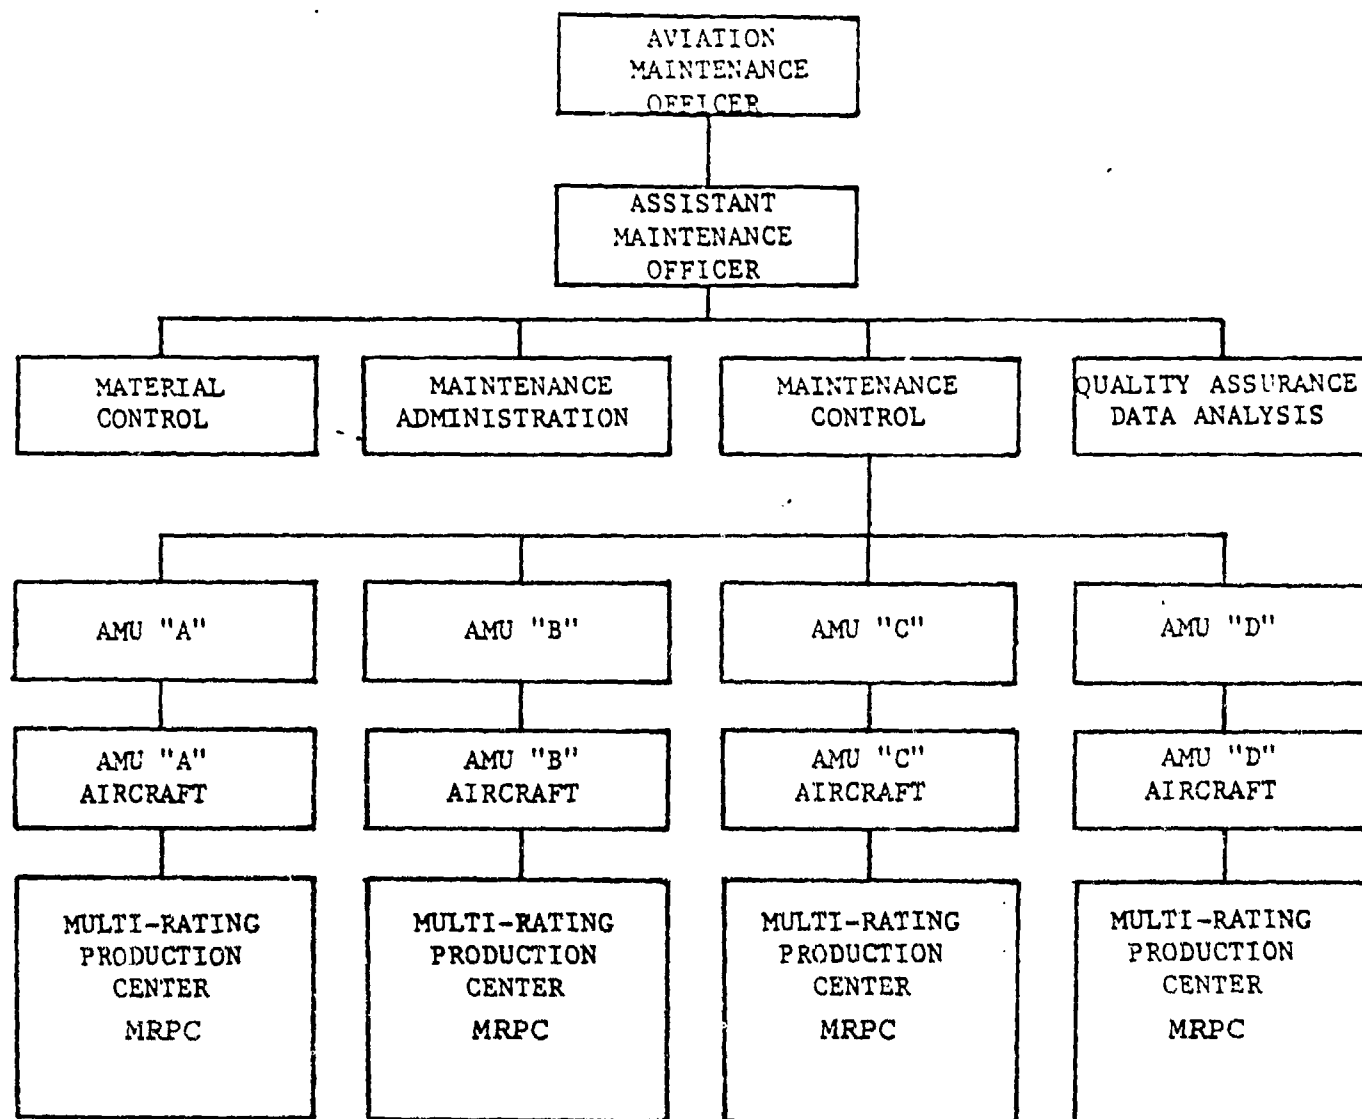 AVIATION
MAINTENANCE
OFFICER
ASSISTANT
MAINTENANCE
OFFICER
MATERIAL
CONTROL
MAINTENANCE
ADMINISTRATION
MAINTENANCE
CONTROL
QUALITY ASSURANCE
DATA ANALYSIS
AMU "A"
AMU "B"
AMU "C"
AMU "D"
AMU "A"
AIRCRAFT
AMU "B"
AIRCRAFT
AMU "C"
AIRCRAFT
AMU "D"
AIRCRAFT
MULTI-RATING
PRODUCTION
CENTER
MRPC
MULTI-RATING
PRODUCTION
CENTER
MRPC
MULTI-RATING
PRODUCTION
CENTER
MRPC
MULTI-RATING
PRODUCTION
CENTER
MRPC